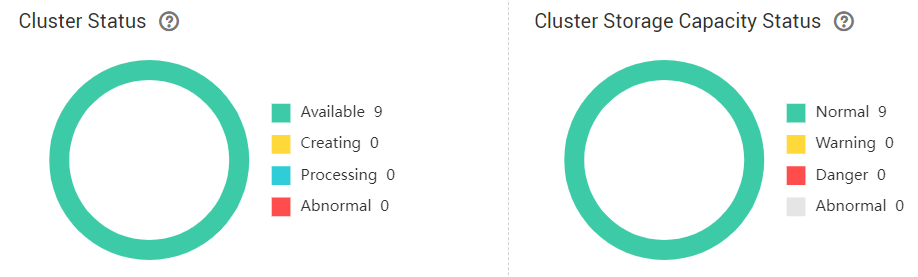 Cluster Status ?
Available 9
Creating 0
Processing 0
Abnormal 0
Cluster Storage Capacity Status ?
Normal 9
Warning 0
Danger 0
Abnormal 0